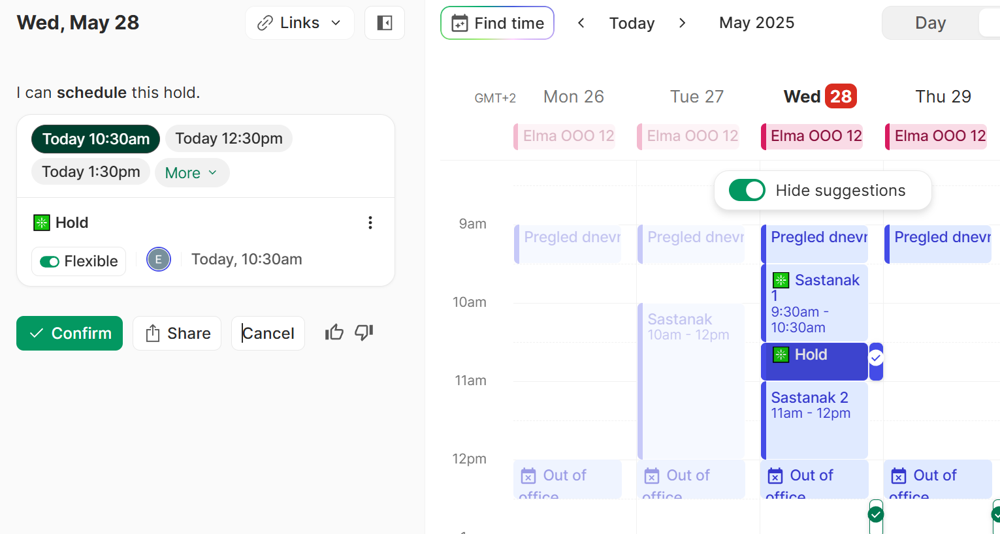 Wed, May 28
Links
I can schedule this hold.
Today 10:30am
Today 12:30pm
Today 1:30pm
More
Hold
Flexible
E
Today, 10:30am
Confirm
Share
Cancel
Find time
Today
May 2025
Day
GMT+2
Mon 26
Tue 27
Wed 28
Thu 29
Elma OOO 12
Elma OOO 12
Elma OOO 12
Elma OOO 12
Hide suggestions
9am
Pregled dnevr
Pregled dnevr
Pregled dnevr
Pregled dnevr
Sastanak
1
9:30am -
10:30am
10am
Sastanak
10am - 12pm
Hold
11am
Sastanak 2
11am - 12pm
12pm
Out of
office
Out of
office
Out of
office
Out of
office